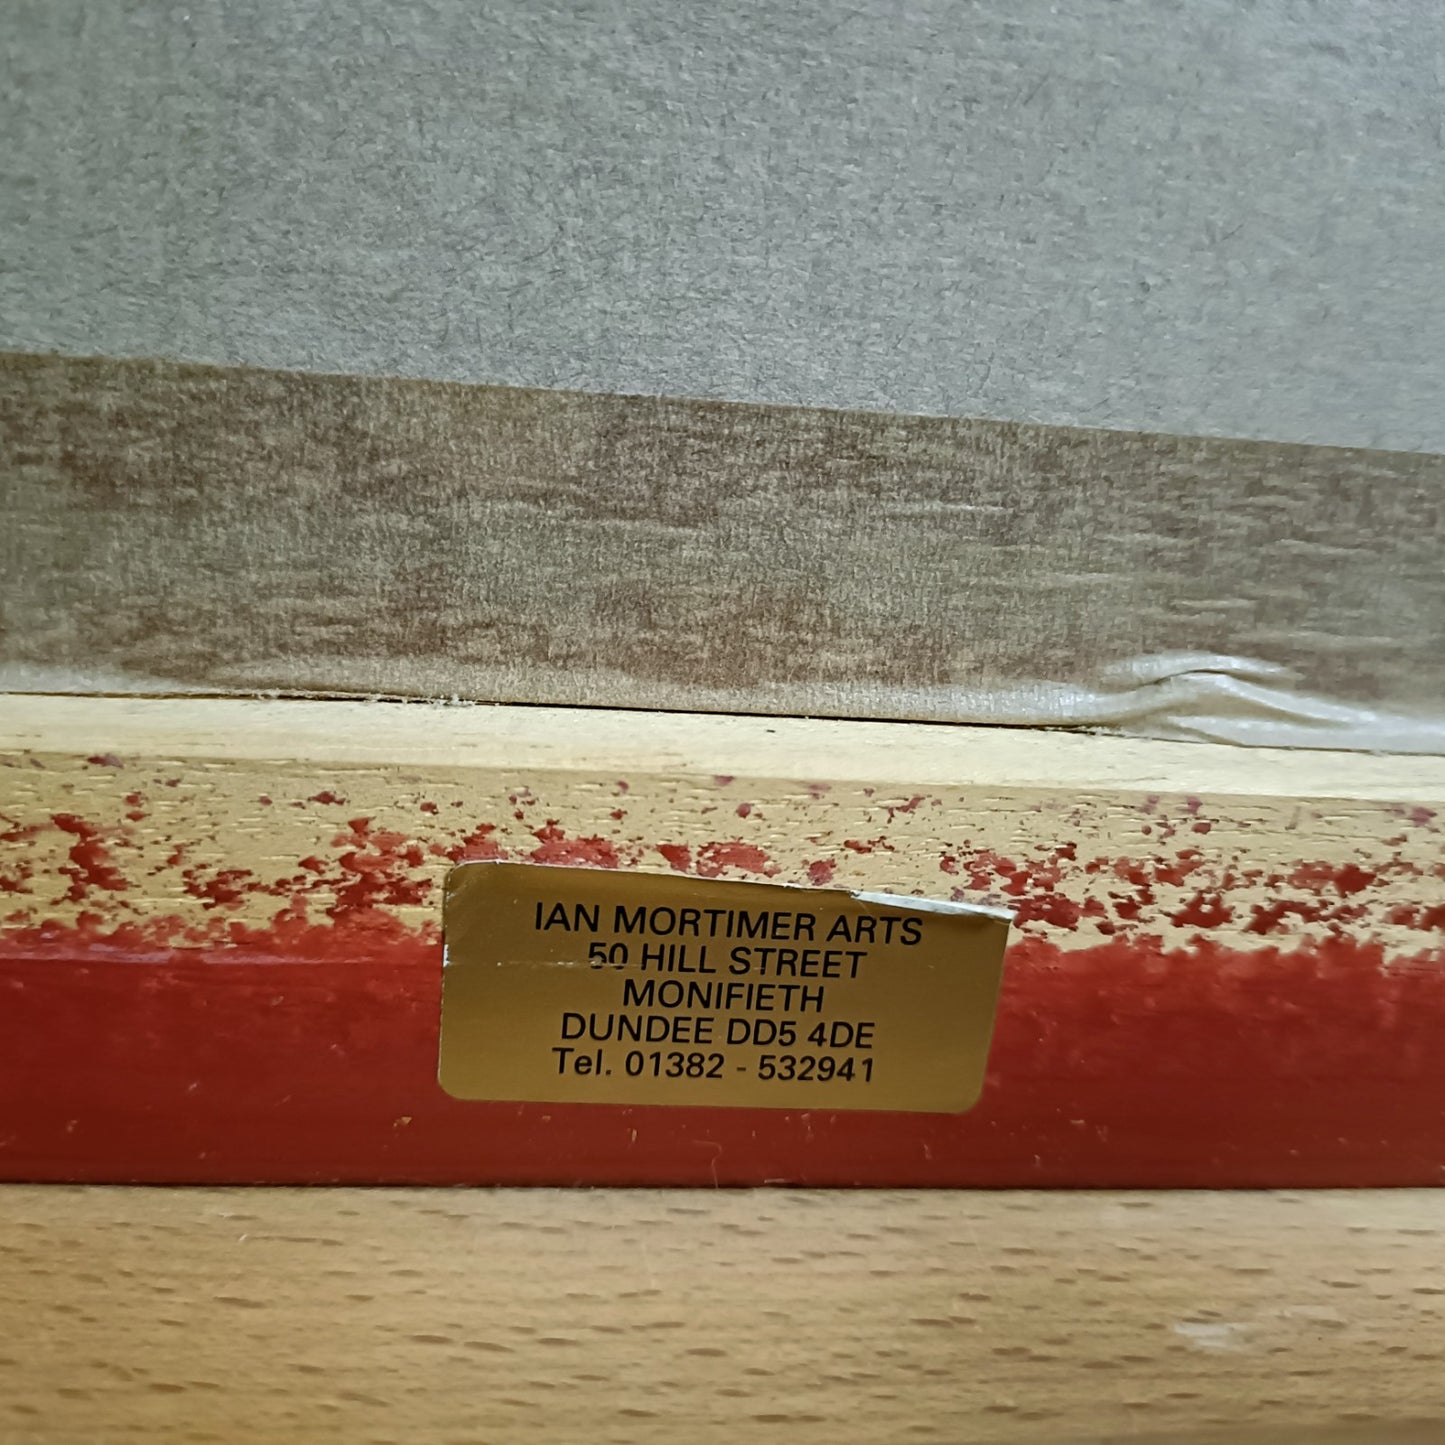 IAN MORTIMER ARTS
50 HILL STREET
MONIFIETH
DUNDEE DD5 4DE
Tel. 01382 - 532941